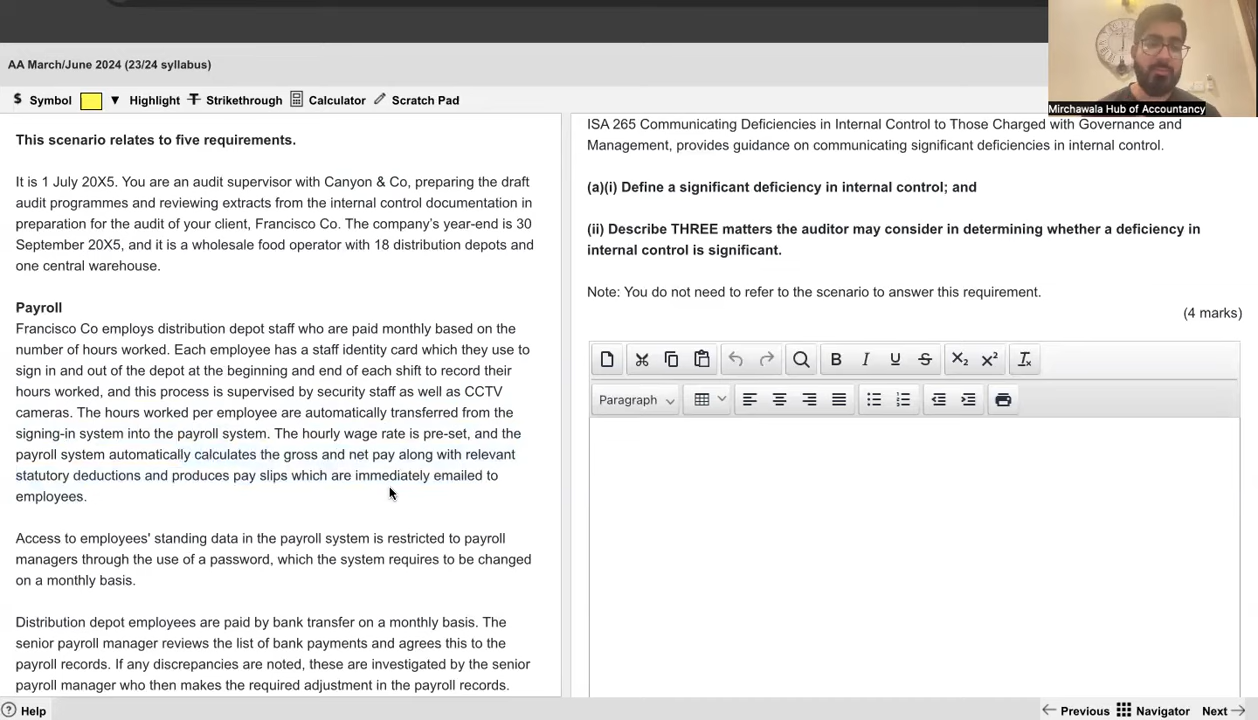 AA March/June 2024 (23/24 syllabus)
Mirchawala Hub of Accountancy
$ Symbol Highlight Strikethrough Calculator Scratch Pad
This scenario relates to five requirements.
It is 1 July 20X5. You are an audit supervisor with Canyon & Co, preparing the draft
audit programmes and reviewing extracts from the internal control documentation in
preparation for the audit of your client, Francisco Co. The company's year-end is 30
September 20X5, and it is a wholesale food operator with 18 distribution depots and
one central warehouse.
Payroll
Francisco Co employs distribution depot staff who are paid monthly based on the
number of hours worked. Each employee has a staff identity card which they use to
sign in and out of the depot at the beginning and end of each shift to record their
hours worked, and this process is supervised by security staff as well as CCTV
cameras. The hours worked per employee are automatically transferred from the
signing-in system into the payroll system. The hourly wage rate is pre-set, and the
payroll system automatically calculates the gross and net pay along with relevant
statutory deductions and produces pay slips which are immediately emailed to
employees.
Access to employees' standing data in the payroll system is restricted to payroll
managers through the use of a password, which the system requires to be changed
on a monthly basis.
Distribution depot employees are paid by bank transfer on a monthly basis. The
senior payroll manager reviews the list of bank payments and agrees this to the
payroll records. If any discrepancies are noted, these are investigated by the senior
payroll manager who then makes the required adjustment in the payroll records.
ISA 265 Communicating Deficiencies in Internal Control to Those Charged with Governance and
Management, provides guidance on communicating significant deficiencies in internal control.
(a)(i) Define a significant deficiency in internal control; and
(ii) Describe THREE matters the auditor may consider in determining whether a deficiency in
internal control is significant.
Note: You do not need to refer to the scenario to answer this requirement.
(4 marks)
B I U S X₂ X² Tx
Paragraph
? Help
Previous Navigator Next